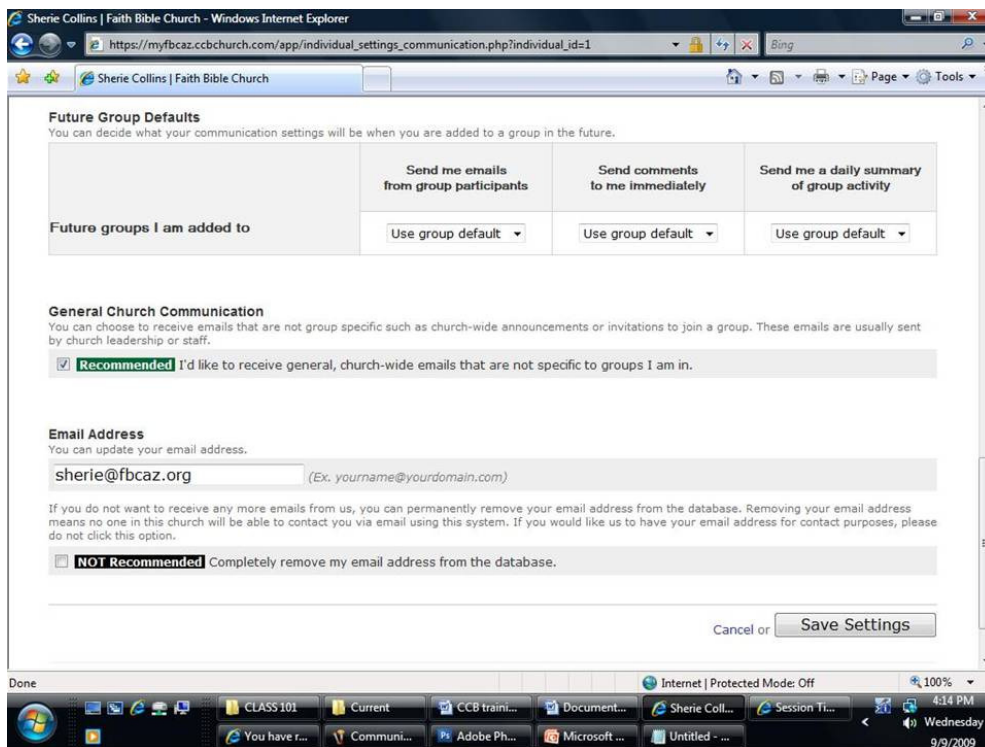 Sherie Collins | Faith Bible Church - Windows Internet Explorer
https://myfbcaz.ccbchurch.com/app/individual_settings_communication.php?individual_id=1
Bing
Sherie Collins | Faith Bible Church
Page
Tools
Future Group Defaults
You can decide what your communication settings will be when you are added to a group in the future.
Send me emails from group participants
Send comments to me immediately
Send me a daily summary of group activity
Future groups I am added to
Use group default
Use group default
Use group default
General Church Communication
You can choose to receive emails that are not group specific such as church-wide announcements or invitations to join a group. These emails are usually sent
by church leadership or staff.
Recommended I'd like to receive general, church-wide emails that are not specific to groups I am in.
Email Address
You can update your email address.
sherie@fbcaz.org (Ex. yourname@yourdomain.com)
If you do not want to receive any more emails from us, you can permanently remove your email address from the database. Removing your email address
means no one in this church will be able to contact you via email using this system. If you would like us to have your email address for contact purposes, please
do not click this option.
NOT Recommended Completely remove my email address from the database.
Cancel or Save Settings
Done
Internet | Protected Mode: Off
100%
CLASS 101
Current
CCB traini...
Document...
Sherie Coll...
Session Ti...
4:14 PM
You have r...
Communi...
Ps Adobe Ph...
Microsoft ...
Untitled - ...
Wednesday
9/9/2009